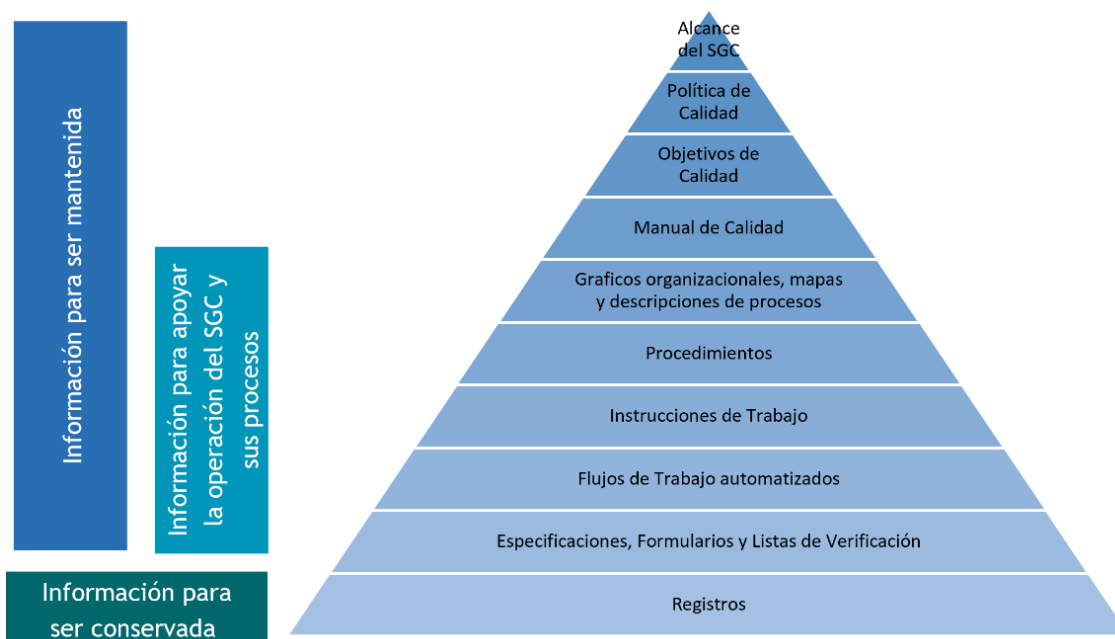 Información para ser mantenida
Información para apoyar
la operación del SGC y
sus procesos
Información para
ser conservada
Alcance
del SGC
Política de
Calidad
Objetivos de
Calidad
Manual de Calidad
Graficos organizacionales, mapas
y descripciones de procesos
Procedimientos
Instrucciones de Trabajo
Flujos de Trabajo automatizados
Especificaciones, Formularios y Listas de Verificación
Registros